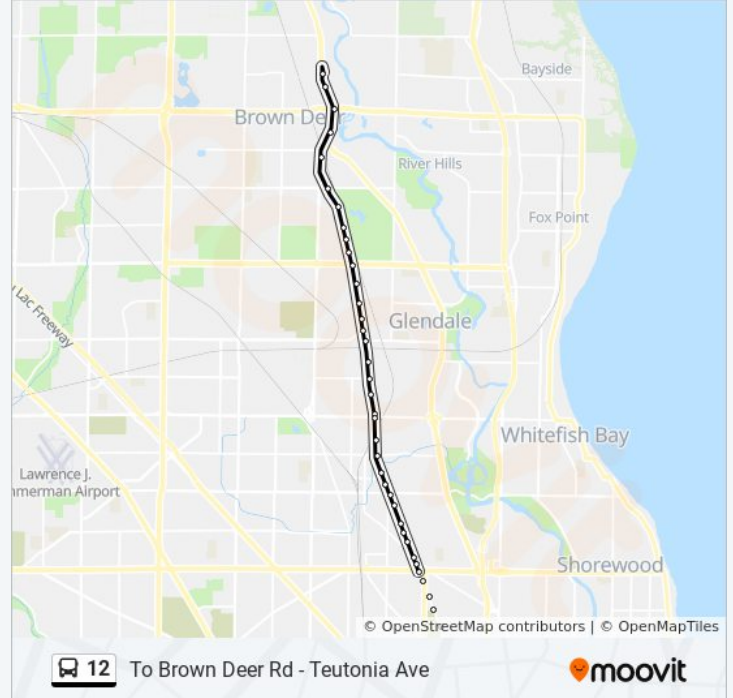 Bayside
Brown Deer
River Hills
Fox Point
Lac Freeway
Glendale
Whitefish Bay
Lawrence J.
mmerman Airport
Shorewood
© OpenStreetMap contributors | © OpenMapTiles
12 To Brown Deer Rd - Teutonia Ave
moovit